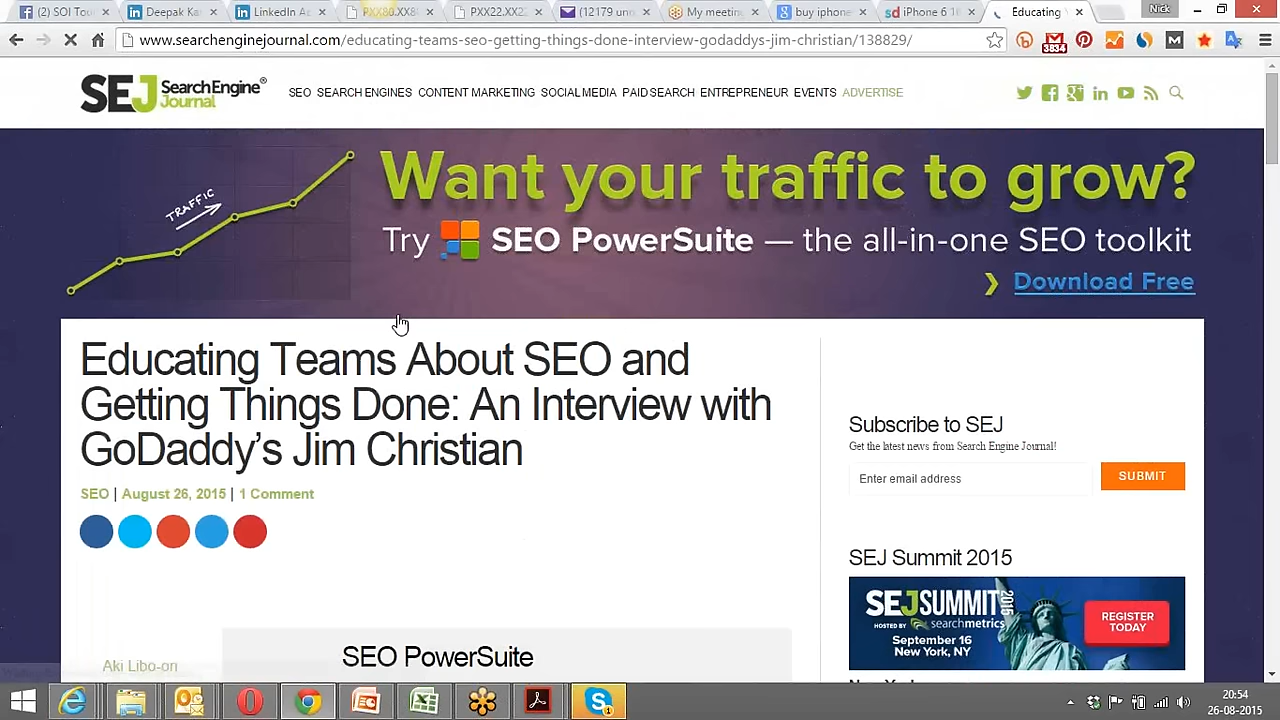 (2) SOI Tou
Deepak Ka
LinkedIn A
PXX80.XX8
PXX22.XX2
(12179 un
My meetin
buy iphone
iPhone 6 1
Educating
Nick
www.searchenginejournal.com/educating-teams-seo-getting-things-done-interview-godaddys-jim-christian/138829/
3834
SEJ SearchEngine® Journal
SEO SEARCH ENGINES CONTENT MARKETING SOCIAL MEDIA PAID SEARCH ENTREPRENEUR EVENTS ADVERTISE
TRAFFIC
Want your traffic to grow?
Try SEO PowerSuite — the all-in-one SEO toolkit
Download Free
Educating Teams About SEO and
Getting Things Done: An Interview with
GoDaddy's Jim Christian
SEO | August 26, 2015 | 1 Comment
Aki Libo-on
SEO PowerSuite
Subscribe to SEJ
Get the latest news from Search Engine Journal!
Enter email address
SUBMIT
SEJ Summit 2015
SEJSUMMIT 2015
HOSTED BY searchmetrics
September 16
New York, NY
REGISTER
TODAY
20:54
26-08-2015